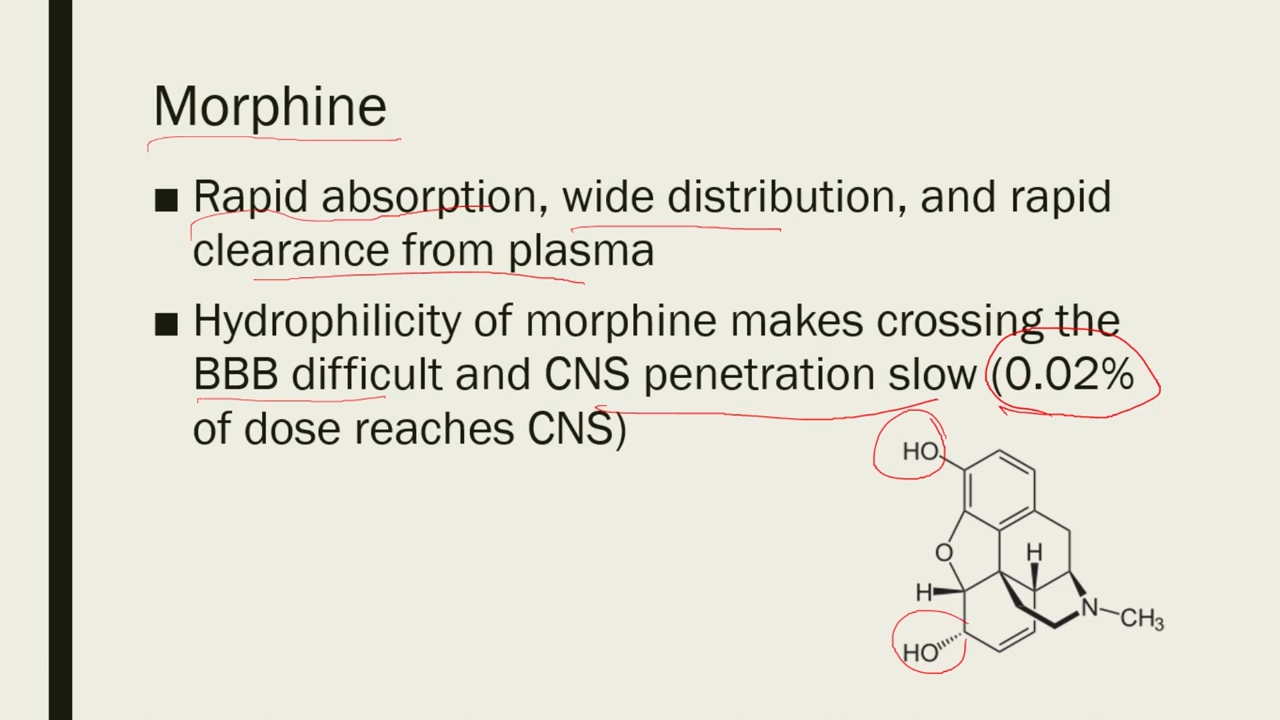 Morphine
■ Rapid absorption, wide distribution, and rapid
clearance from plasma
■ Hydrophilicity of morphine makes crossing the
BBB difficult and CNS penetration slow (0.02%
of dose reaches CNS)
HO
O
H
H
N
CH₃
HO